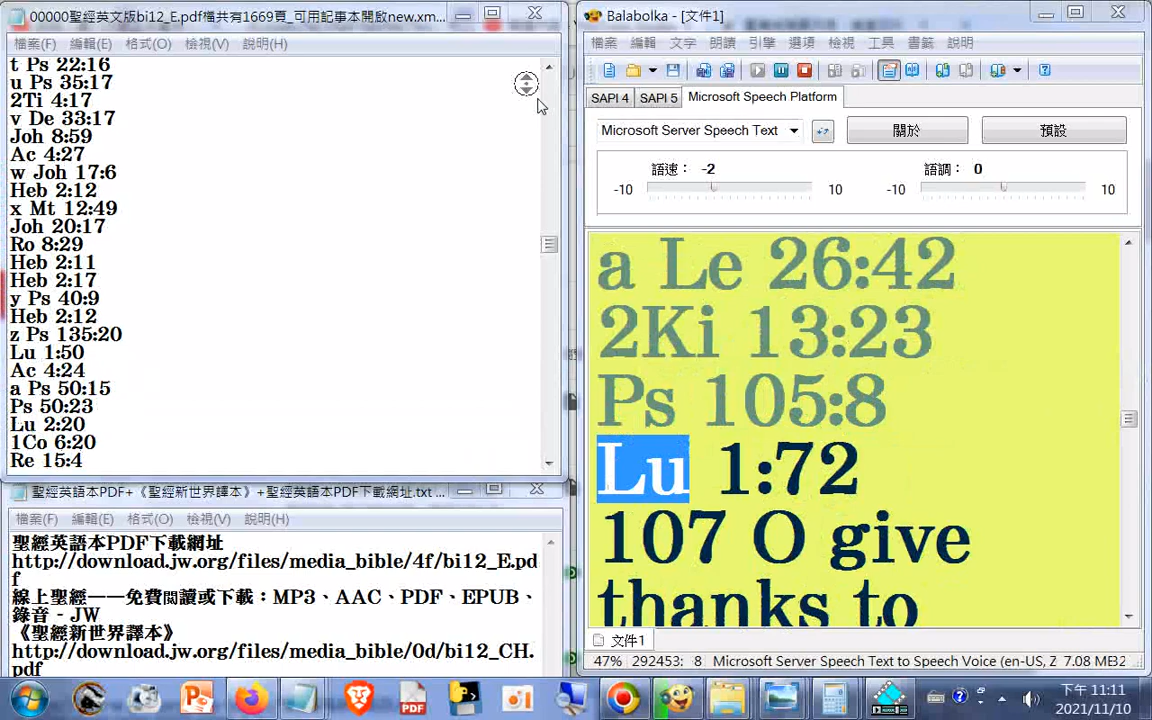 00000聖經英文版bi12_E.pdf檔共有1669頁_可用記事本開啟new.xm...
檔案(F) 編輯(E) 格式(O) 檢視(V) 說明(H)
t Ps 22:16
u Ps 35:17
2Ti 4:17
v De 33:17
Joh 8:59
Ac 4:27
w Joh 17:6
Heb 2:12
x Mt 12:49
Joh 20:17
Ro 8:29
Heb 2:11
Heb 2:17
y Ps 40:9
Heb 2:12
z Ps 135:20
Lu 1:50
Ac 4:24
a Ps 50:15
Ps 50:23
Lu 2:20
1Co 6:20
Re 15:4
聖經英語本PDF+《聖經新世界譯本》+聖經英語本PDF下載網址.txt ...
檔案(F) 編輯(E) 格式(O) 檢視(V) 說明(H)
聖經英語本PDF下載網址
http://download.jw.org/files/media_bible/4f/bi12_E.pd
f
線上聖經——免費閱讀或下載：MP3、AAC、PDF、EPUB、
錄音 - JW
《聖經新世界譯本》
http://download.jw.org/files/media_bible/0d/bi12_CH.
pdf
Balabolka - [文件1]
檔案 編輯 文字 朗讀 引擎 選項 檢視 工具 書籤 說明
SAPI 4 SAPI 5 Microsoft Speech Platform
Microsoft Server Speech Text 關於 預設
語速： -2 語調： 0
-10 10 -10 10
a Le 26:42
2Ki 13:23
Ps 105:8
Lu 1:72
107 O give
thanks to
文件1
47% 292453: 8 Microsoft Server Speech Text to Speech Voice (en-US, Z 7.08 MB2
下午 11:11
2021/11/10